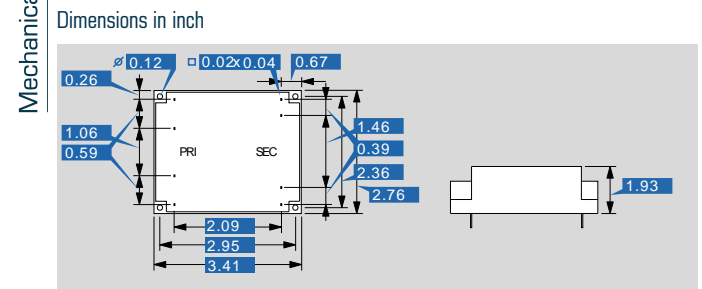 Mechanica
Dimensions in inch
⌀ 0.12 □ 0.02x0.04 0.67
0.26
1.06
0.59
PRI SEC
1.46
0.39
2.36
2.76
1.93
2.09
2.95
3.41